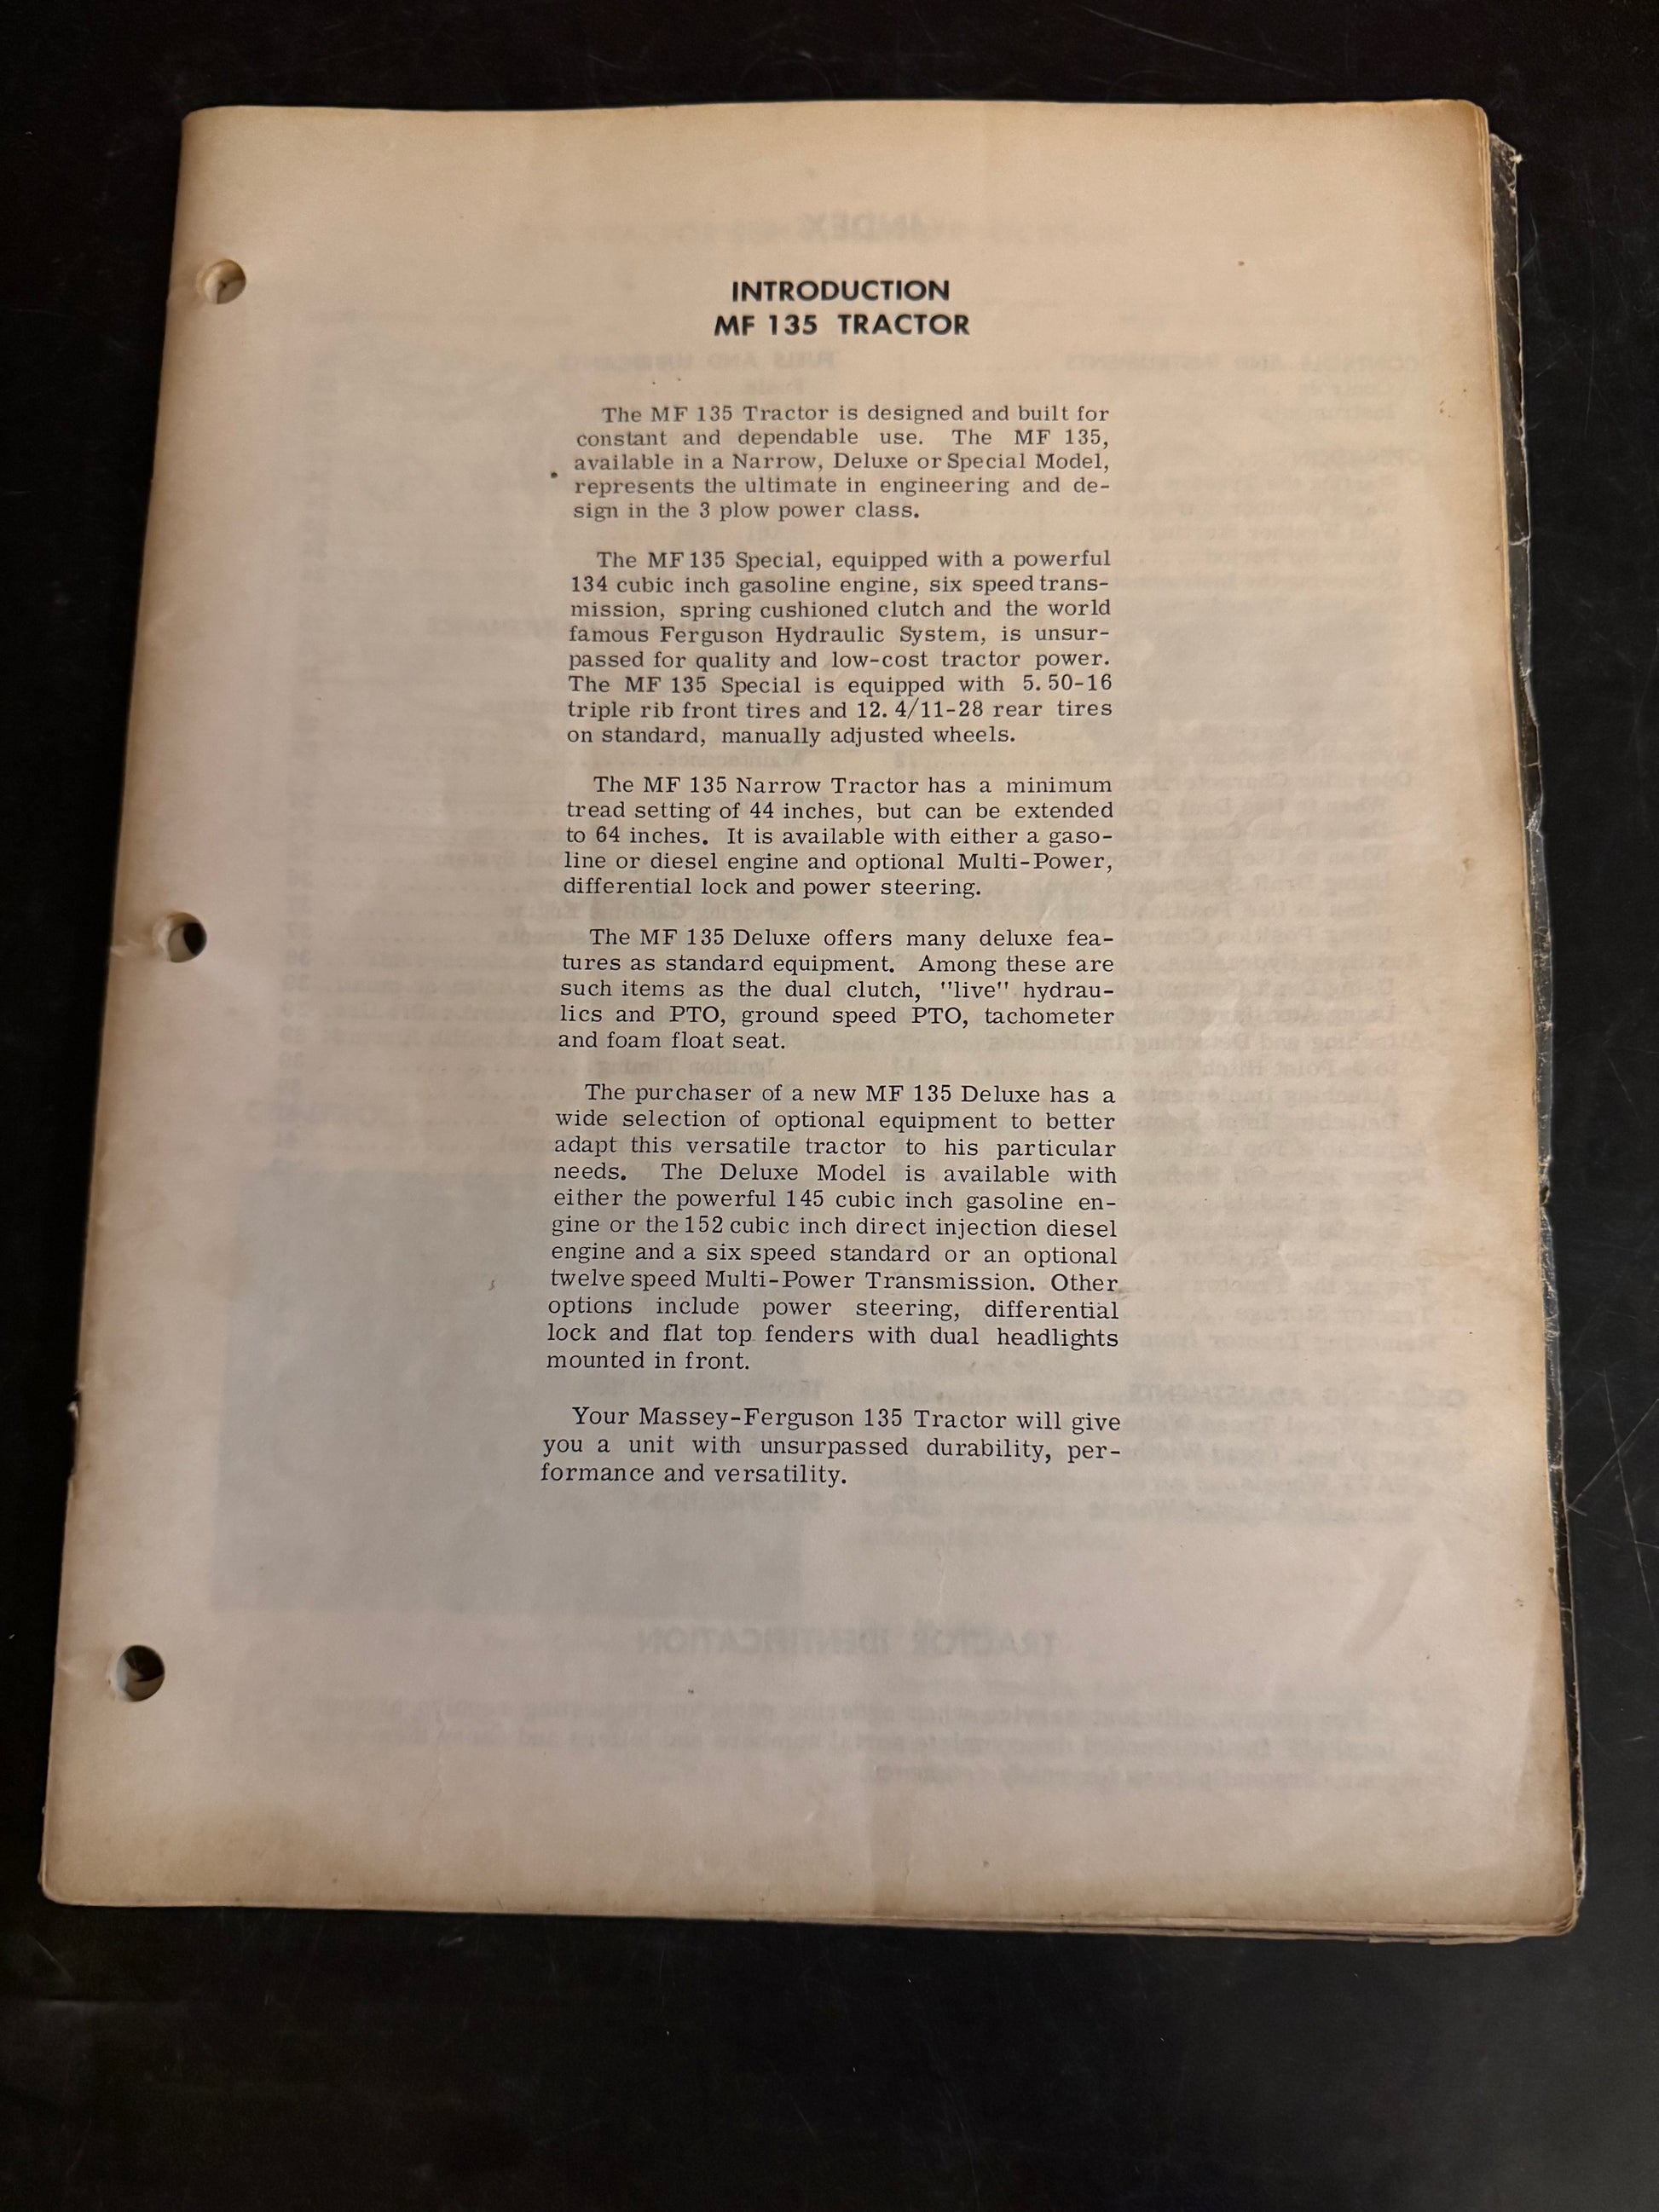 INTRODUCTION
MF 135 TRACTOR
The MF 135 Tractor is designed and built for
constant and dependable use. The MF 135,
available in a Narrow, Deluxe or Special Model,
represents the ultimate in engineering and de-
sign in the 3 plow power class.
The MF 135 Special, equipped with a powerful
134 cubic inch gasoline engine, six speed trans-
mission, spring cushioned clutch and the world
famous Ferguson Hydraulic System, is unsur-
passed for quality and low-cost tractor power.
The MF 135 Special is equipped with 5.50-16
triple rib front tires and 12.4/11-28 rear tires
on standard, manually adjusted wheels.
The MF 135 Narrow Tractor has a minimum
tread setting of 44 inches, but can be extended
to 64 inches. It is available with either a gaso-
line or diesel engine and optional Multi-Power,
differential lock and power steering.
The MF 135 Deluxe offers many deluxe fea-
tures as standard equipment. Among these are
such items as the dual clutch, "live" hydrau-
lics and PTO, ground speed PTO, tachometer
and foam float seat.
The purchaser of a new MF 135 Deluxe has a
wide selection of optional equipment to better
adapt this versatile tractor to his particular
needs. The Deluxe Model is available with
either the powerful 145 cubic inch gasoline en-
gine or the 152 cubic inch direct injection diesel
engine and a six speed standard or an optional
twelve speed Multi-Power Transmission. Other
options include power steering, differential
lock and flat top fenders with dual headlights
mounted in front.
Your Massey-Ferguson 135 Tractor will give
you a unit with unsurpassed durability, per-
formance and versatility.